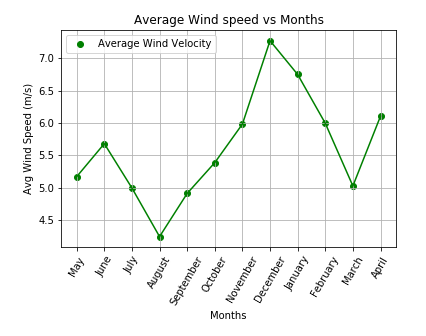 Average Wind speed vs Months
Average Wind Velocity
Avg Wind Speed (m/s)
7.0
6.5
6.0
5.5
5.0
4.5
May
June
July
August
September
October
November
December
January
February
March
April
Months